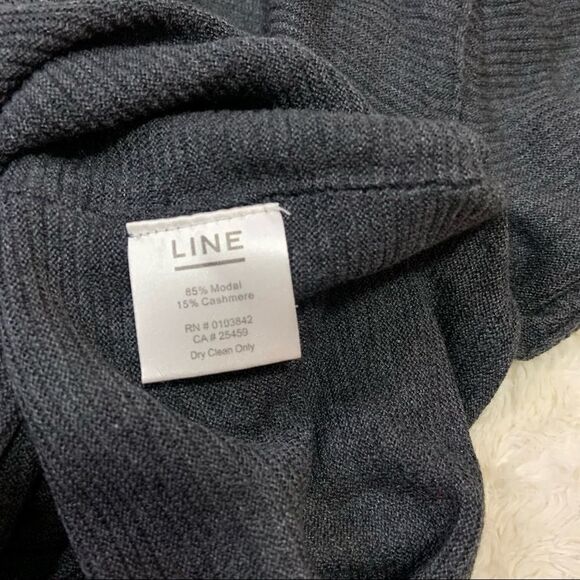 LINE
85% Modal
15% Cashmere
RN # 0103842
CA # 25459
Dry Clean Only